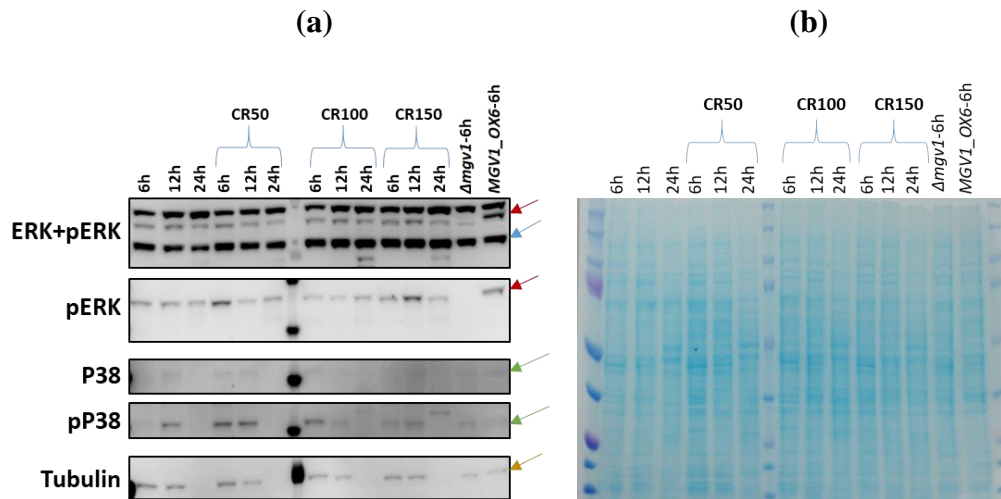 (a)
(b)
CR50 CR100 CR150
6h 12h 24h 6h 12h 24h 6h 12h 24h 6h 12h 24h Δmgv1-6h MGV1_OX6-6h
ERK+pERK
pERK
P38
pP38
Tubulin
CR50 CR100 CR150
6h 12h 24h 6h 12h 24h 6h 12h 24h 6h 12h 24h Δmgv1-6h MGV1_OX6-6h